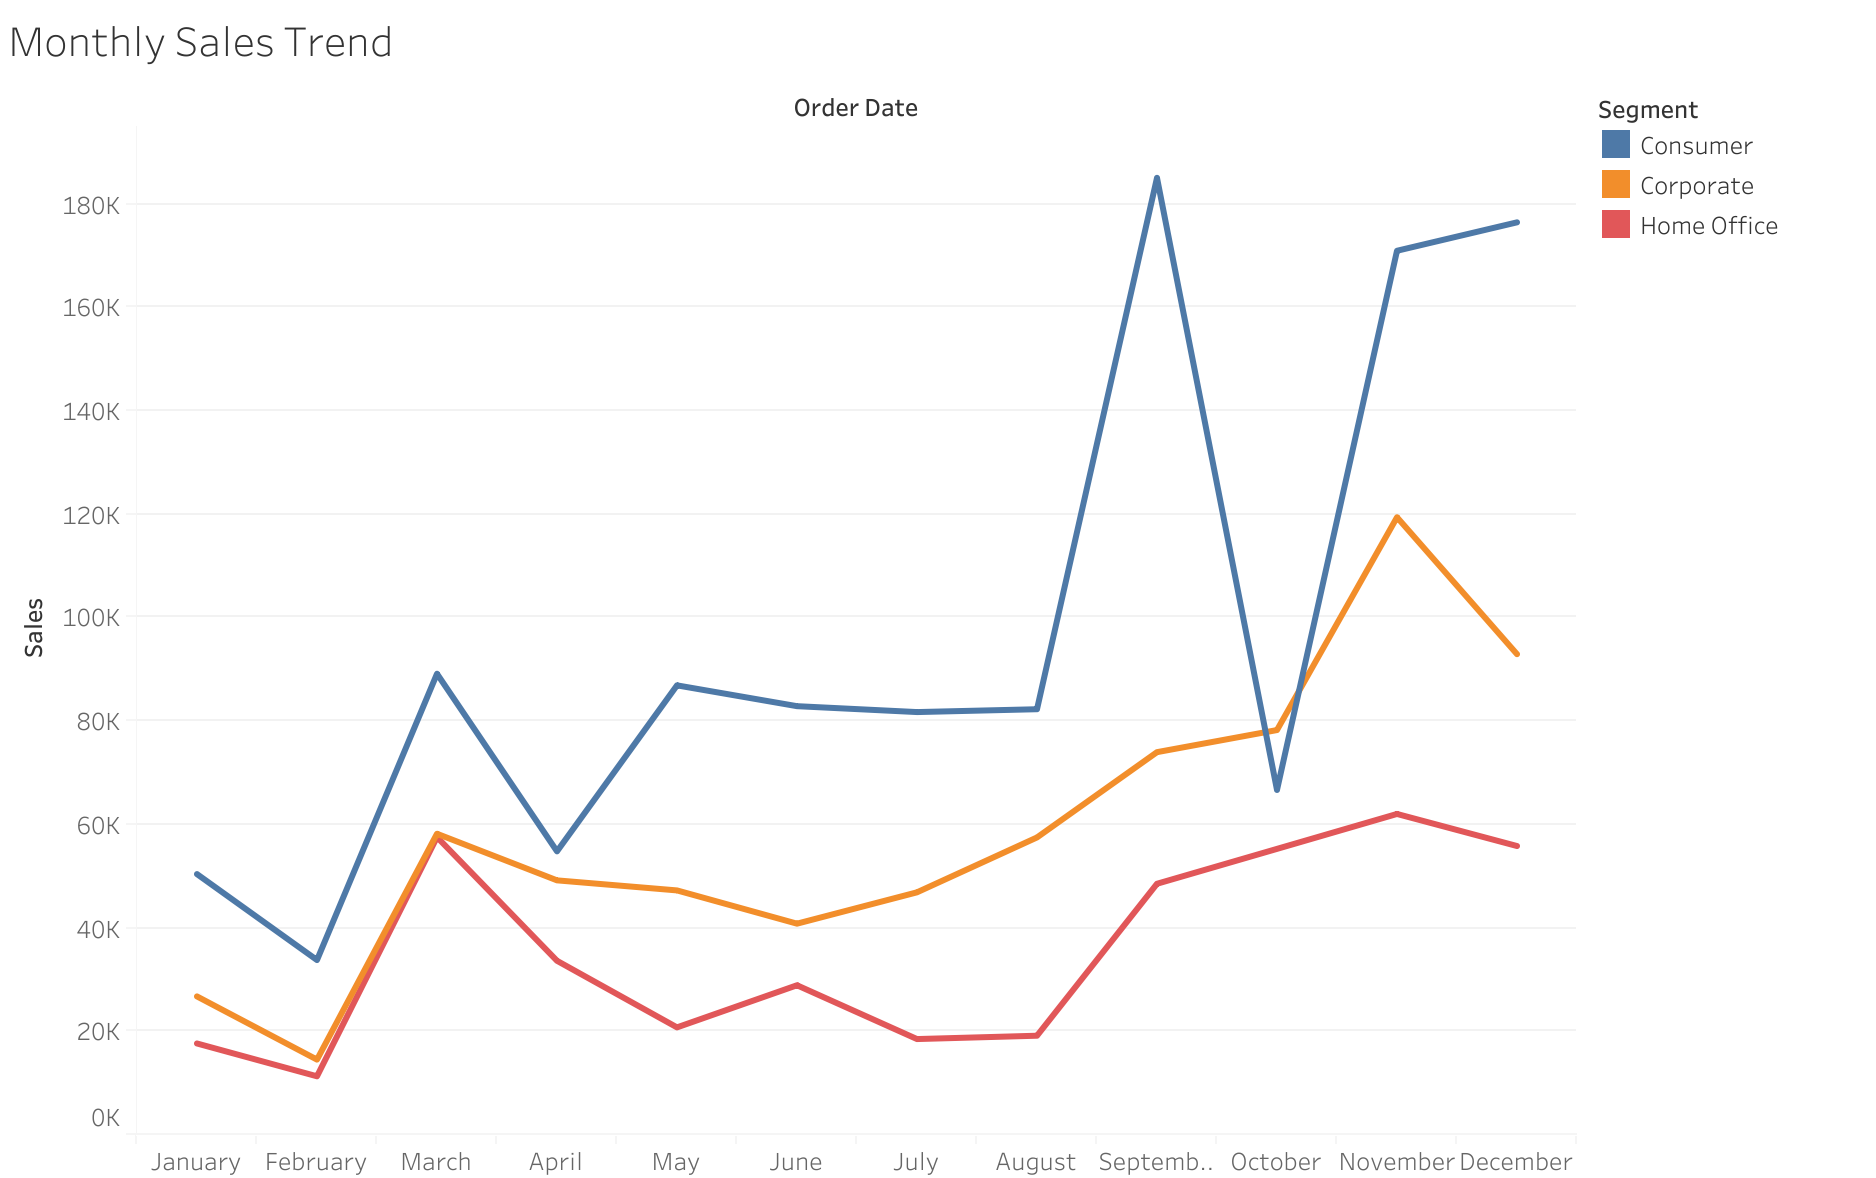 Monthly Sales Trend
Order Date
Segment
Consumer
Corporate
Home Office
Sales
180K
160K
140K
120K
100K
80K
60K
40K
20K
0K
January February March April May June July August Septemb.. October November December